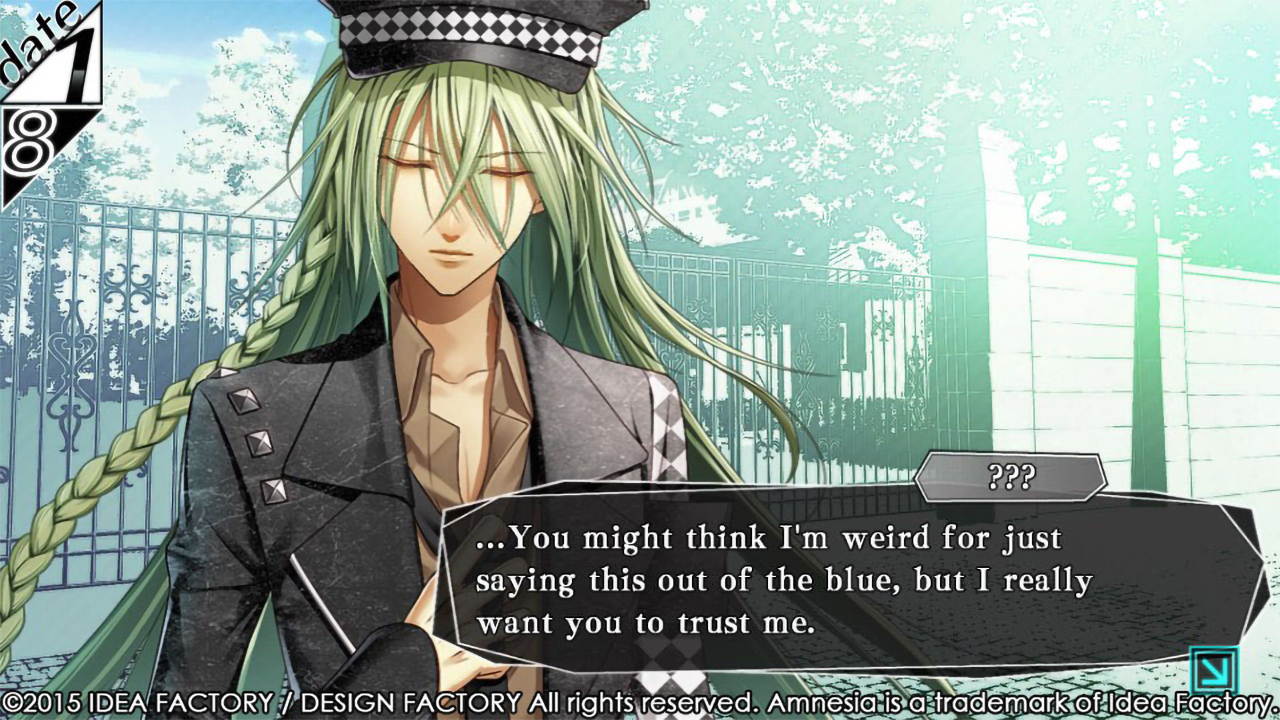 date
1
8
???
...You might think I'm weird for just
saying this out of the blue, but I really
want you to trust me.
©2015 IDEA FACTORY / DESIGN FACTORY All rights reserved. Amnesia is a trademark of Idea Factory.